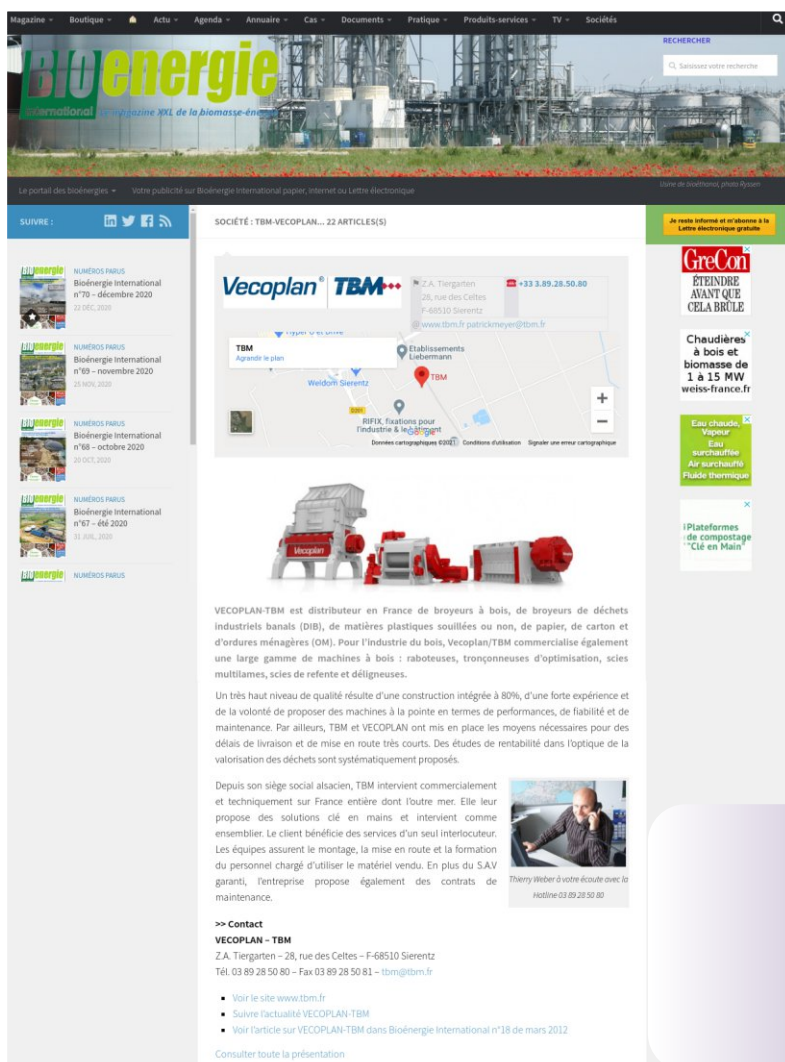 Magazine Boutique Actu Agenda Annuaire Cas Documents Pratique Produits-services TV Sociétés
RECHERCHER
Saisissez votre recherche
BIOénergie
international Le magazine XXL de la biomasse-énergie
Le portail des bioénergies Votre publicité sur Bioénergie International papier, Internet ou Lettre électronique
Usine de bioéthanol, photo Ryssen
SUIVRE :
NUMÉROS PARUS
Bioénergie International
n°70 – décembre 2020
22 DÉC, 2020
NUMÉROS PARUS
Bioénergie International
n°69 – novembre 2020
25 NOV, 2020
NUMÉROS PARUS
Bioénergie International
n°68 – octobre 2020
20 OCT, 2020
NUMÉROS PARUS
Bioénergie International
n°67 – été 2020
31 JUIL, 2020
NUMÉROS PARUS
SOCIÉTÉ : TBM-VECOPLAN... 22 ARTICLES(S)
Vecoplan® TBM
Z.A. Tiergarten
28, rue des Celtes
F-68510 Sierentz
+33 3.89.28.50.80
@ www.tbm.fr patrickmeyer@tbm.fr
TBM
Agrandir le plan
Hyper U et Drive
Etablissements
Liebermann
TBM
Weldom Sierentz
D201
RIFIX, fixations pour
l'industrie & le bâtiment
Google
Données cartographiques ©2021 Conditions d'utilisation Signaler une erreur cartographique
Vecoplan
VECOPLAN-TBM est distributeur en France de broyeurs à bois, de broyeurs de déchets
industriels banals (DIB), de matières plastiques souillées ou non, de papier, de carton et
d'ordures ménagères (OM). Pour l'industrie du bois, Vecoplan/TBM commercialise également
une large gamme de machines à bois : raboteuses, tronçonneuses d'optimisation, scies
multilames, scies de refente et déligneuses.
Un très haut niveau de qualité résulte d'une construction intégrée à 80%, d'une forte expérience et
de la volonté de proposer des machines à la pointe en termes de performances, de fiabilité et de
maintenance. Par ailleurs, TBM et VECOPLAN ont mis en place les moyens nécessaires pour des
délais de livraison et de mise en route très courts. Des études de rentabilité dans l'optique de la
valorisation des déchets sont systématiquement proposés.
Depuis son siège social alsacien, TBM intervient commercialement
et techniquement sur France entière dont l'outre mer. Elle leur
propose des solutions clé en mains et intervient comme
ensemblier. Le client bénéficie des services d'un seul interlocuteur.
Les équipes assurent le montage, la mise en route et la formation
du personnel chargé d'utiliser le matériel vendu. En plus du S.A.V
garanti, l'entreprise propose également des contrats de
maintenance.
Thierry Weber à votre écoute avec la
Hotline 03 89 28 50 80
>> Contact
VECOPLAN – TBM
Z.A. Tiergarten – 28, rue des Celtes – F-68510 Sierentz
Tél. 03 89 28 50 80 – Fax 03 89 28 50 81 – tbm@tbm.fr
Voir le site www.tbm.fr
Suivre l'actualité VECOPLAN-TBM
Voir l'article sur VECOPLAN-TBM dans Bioénergie International n°18 de mars 2012
Consulter toute la présentation
Je reste informé et m'abonne à la
Lettre électronique gratuite
GreCon
ÉTEINDRE
AVANT QUE
CELA BRÛLE
Chaudières
à bois et
biomasse de
1 à 15 MW
weiss-france.fr
Eau chaude,
Vapeur
Eau
surchauffée
Air surchauffé
Fluide thermique
Plateformes
de compostage
"Clé en Main"